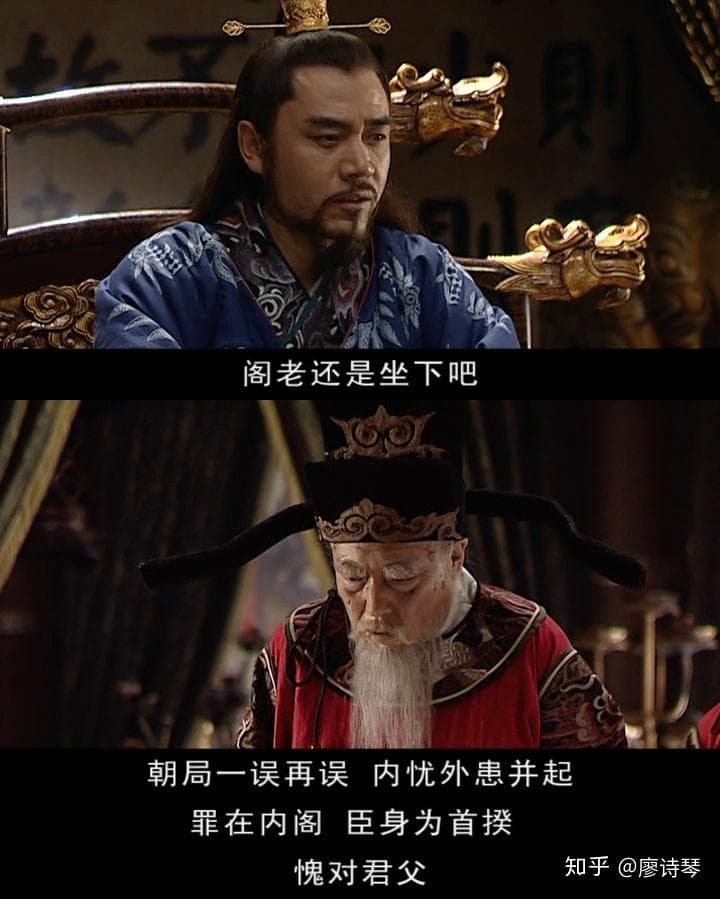 阁老还是坐下吧
朝局一误再误 内忧外患并起
罪在内阁 臣身为首揆
愧对君父
知乎 @廖诗琴